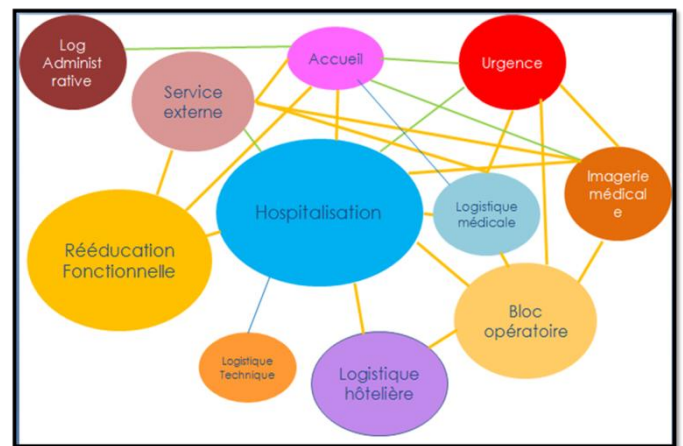 Log
Administ
rative
Accueil
Urgence
Service
externe
Imagerie
médical
e
Hospitalisation
Logistique
médicale
Rééducation
Fonctionnelle
Bloc
opératoire
Logistique
Technique
Logistique
hôtelière